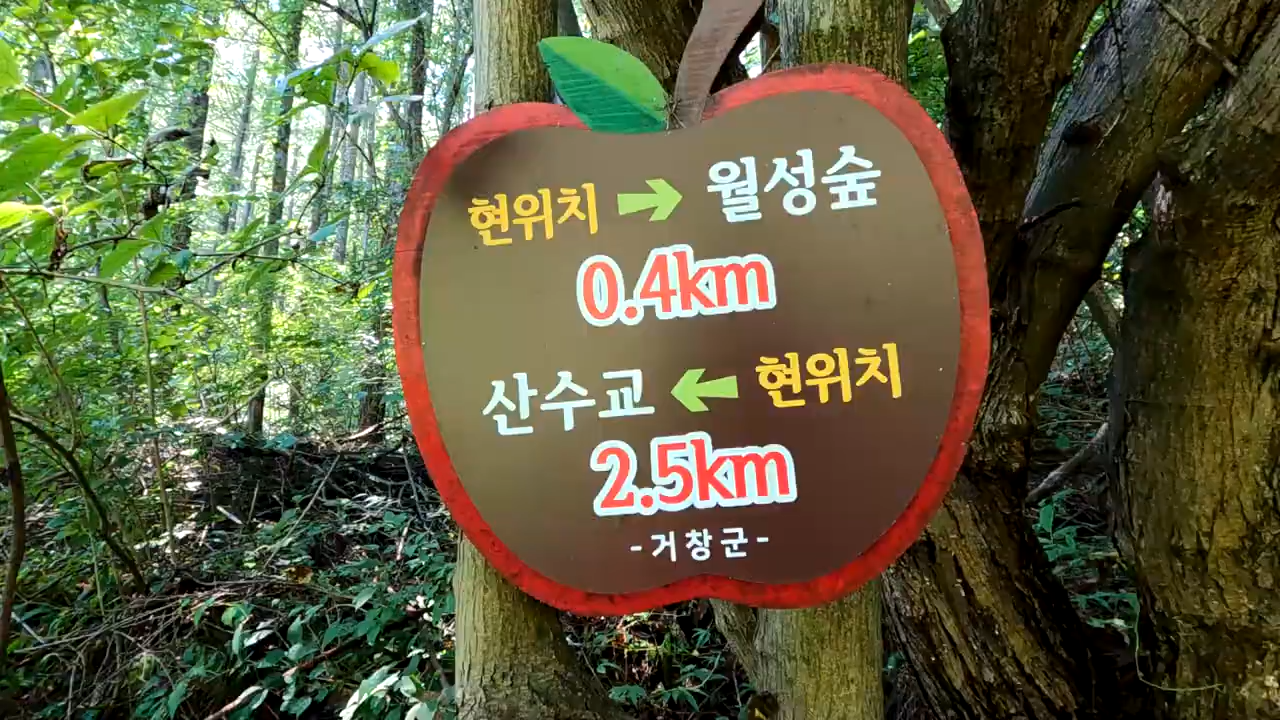 현위치 → 월성숲
0.4km
산수교 ← 현위치
2.5km
-거창군-